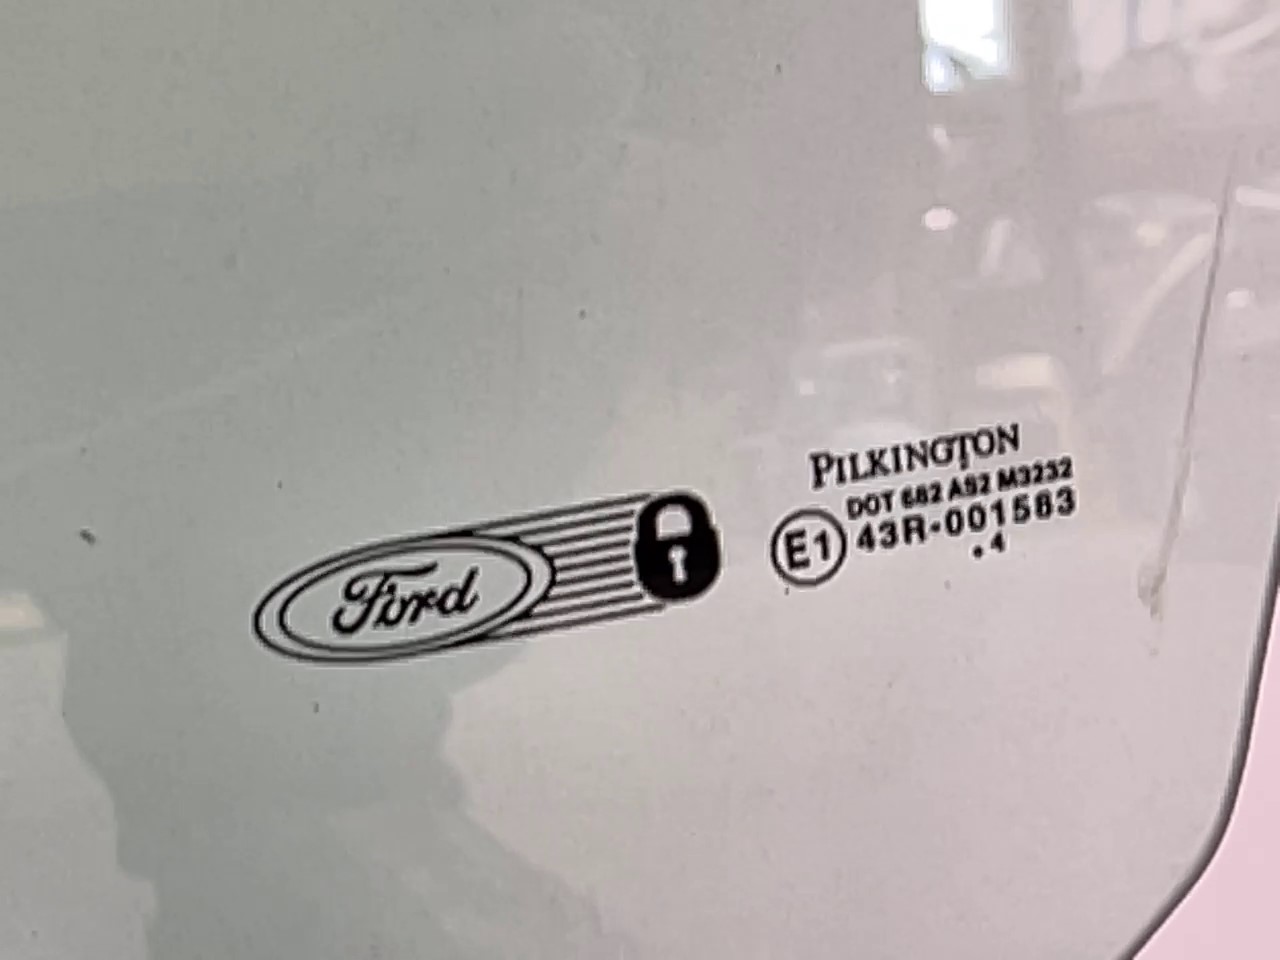 Ford
PILKINGTON
DOT 682 AS2 M3232
E1 43R-001583
.4